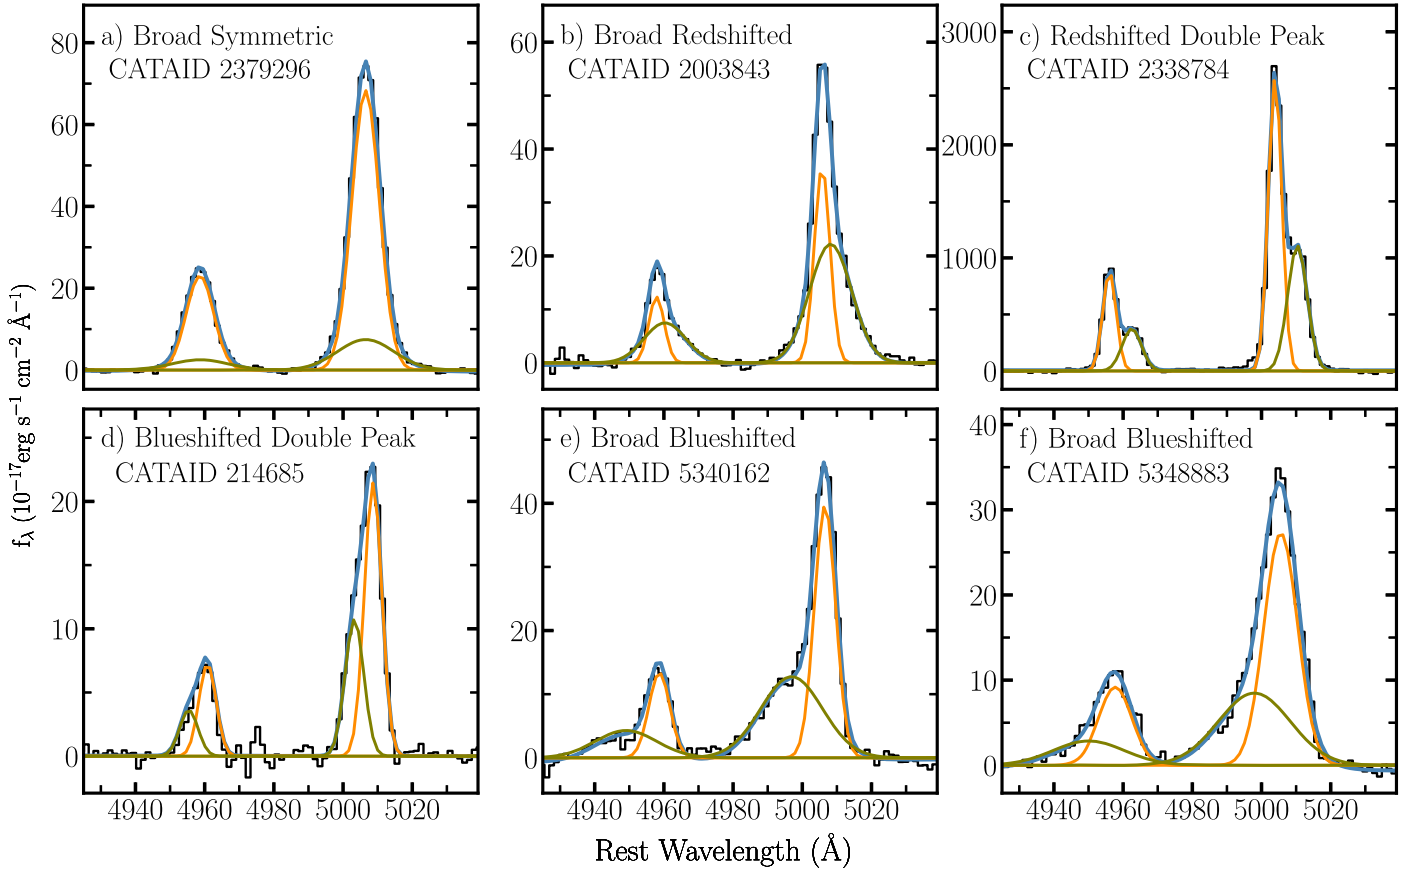 a) Broad Symmetric
CATAID 2379296
80
60
40
20
0
b) Broad Redshifted
CATAID 2003843
60
40
20
0
c) Redshifted Double Peak
CATAID 2338784
3000
2000
1000
0
d) Blueshifted Double Peak
CATAID 214685
20
10
0
4940 4960 4980 5000 5020
e) Broad Blueshifted
CATAID 5340162
40
20
0
4940 4960 4980 5000 5020
f) Broad Blueshifted
CATAID 5348883
40
30
20
10
0
4940 4960 4980 5000 5020
fλ (10⁻¹⁷erg s⁻¹ cm⁻² Å⁻¹)
Rest Wavelength (Å)